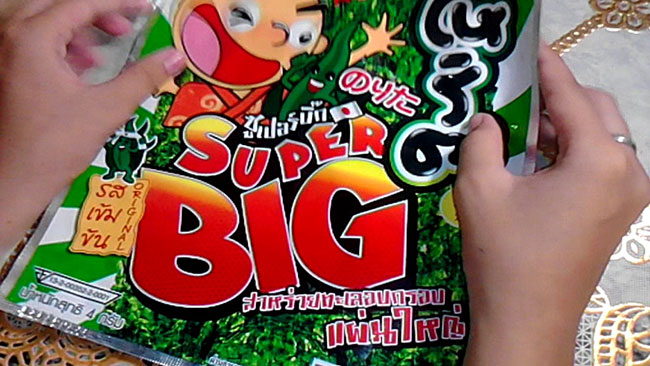 のりた
ซูเปอร์บิ๊ก
SUPER
BIG
รส
เข้ม
ข้น
ORIGINAL
สาหร่ายทะเลอบกรอบ
แผ่นใหญ่
น้ำหนักสุทธิ 4 กรัม